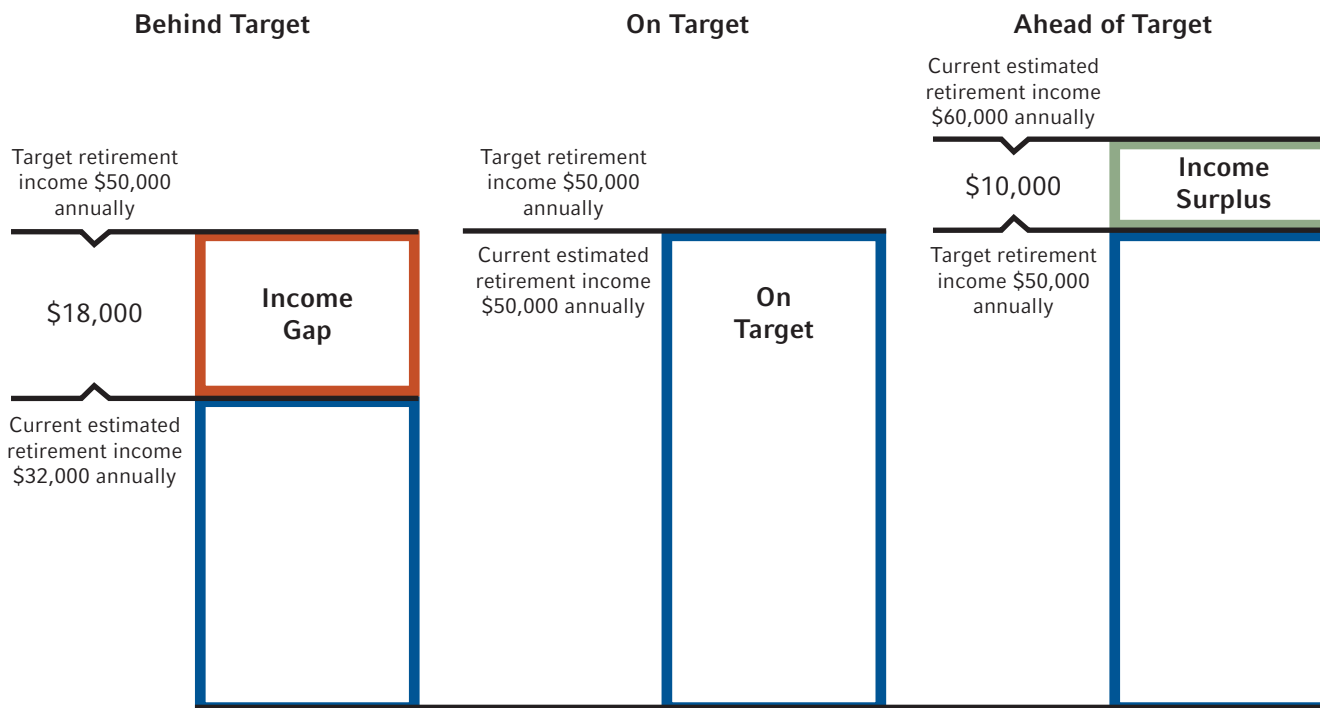 Behind Target
Target retirement
income $50,000
annually
$18,000
Income
Gap
Current estimated
retirement income
$32,000 annually
On Target
Target retirement
income $50,000
annually
Current estimated
retirement income
$50,000 annually
On
Target
Ahead of Target
Current estimated
retirement income
$60,000 annually
$10,000
Income
Surplus
Target retirement
income $50,000
annually